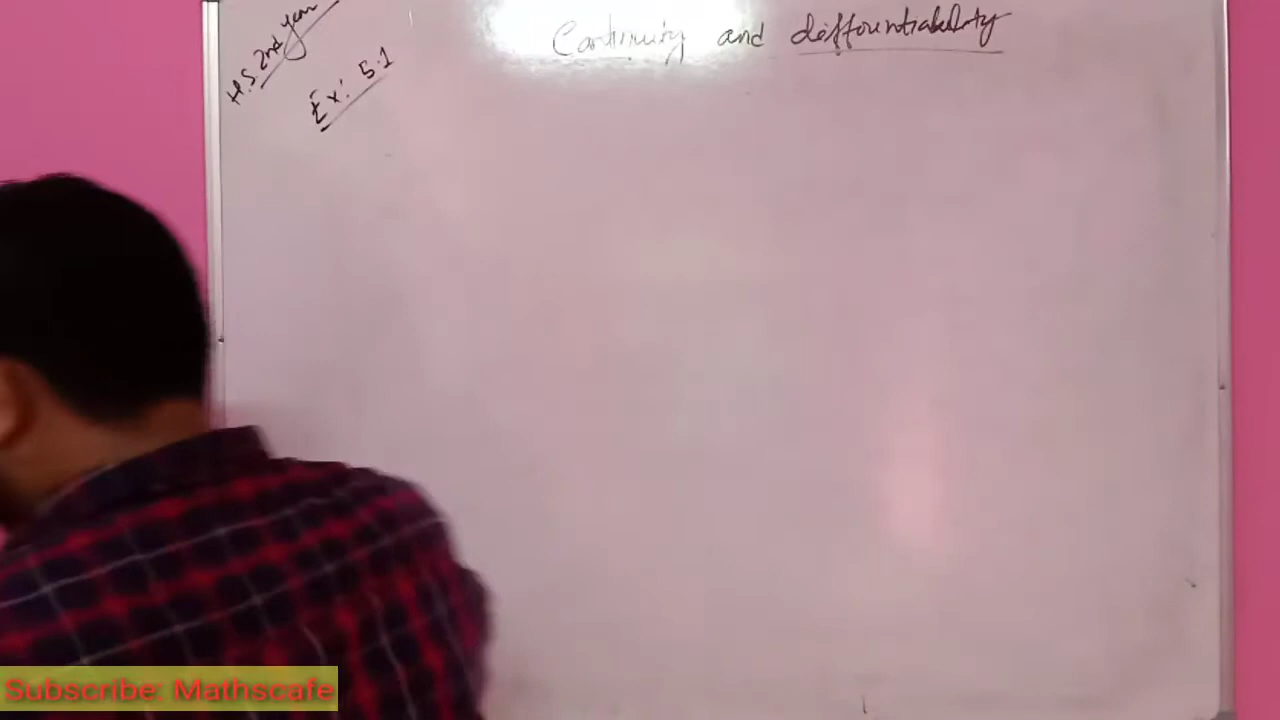 H.S. 2nd year
Ex: 5.1
Continuity and differentiability
Subscribe: Mathscafe